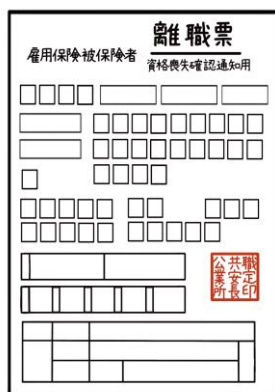 離職票
雇用保険被保険者
資格喪失確認通知用
職定印
共安長
公業所